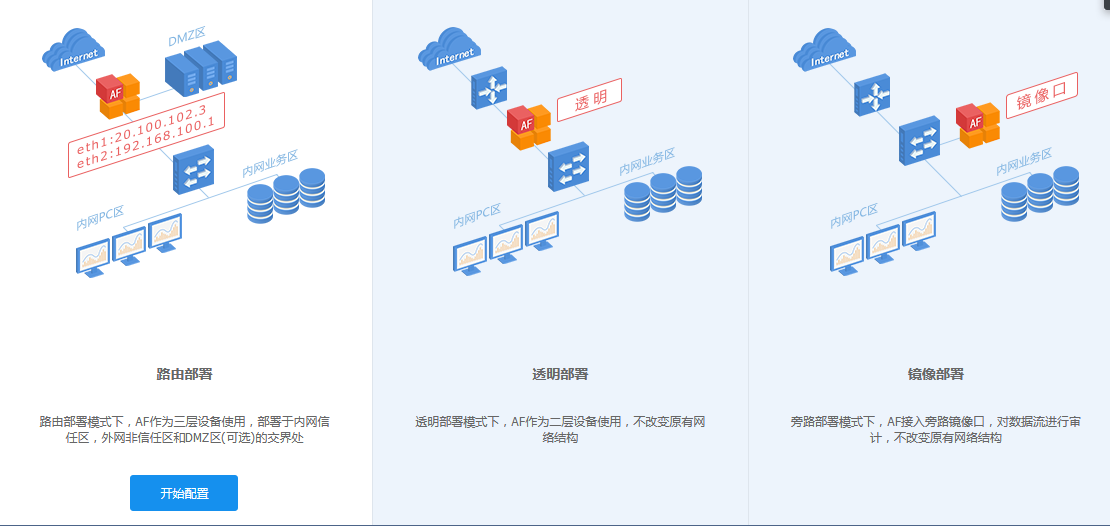 Internet
DMZ区
AF
eth1:20.100.102.3
eth2:192.168.100.1
内网业务区
内网PC区
路由部署
路由部署模式下，AF作为三层设备使用，部署于内网信
任区，外网非信任区和DMZ区(可选)的交界处
开始配置
Internet
透明
AF
内网业务区
内网PC区
透明部署
透明部署模式下，AF作为二层设备使用，不改变原有网
络结构
Internet
镜像口
AF
内网业务区
内网PC区
镜像部署
旁路部署模式下，AF接入旁路镜像口，对数据流进行审
计，不改变原有网络结构